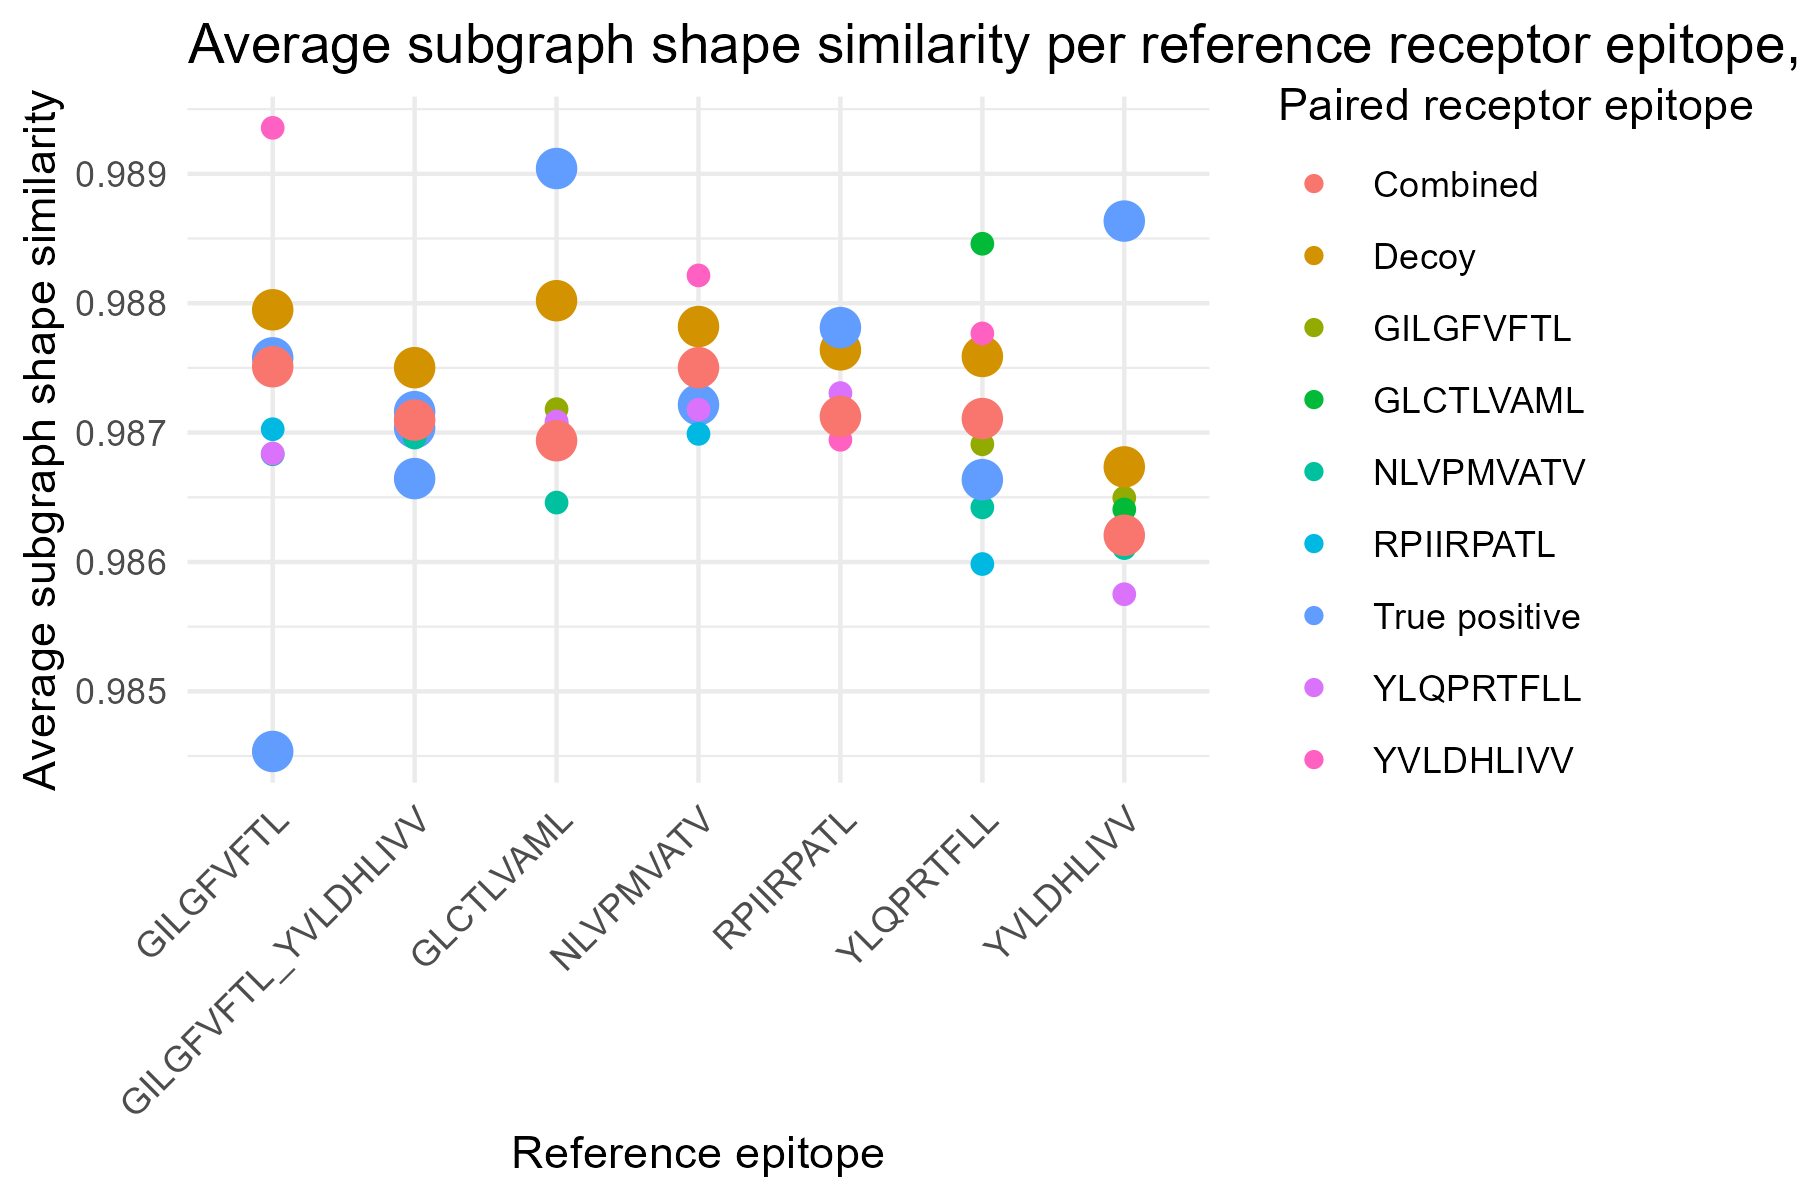 Average subgraph shape similarity per reference receptor epitope,
Average subgraph shape similarity
0.989
0.988
0.987
0.986
0.985
GILGFVFTL
GILGFVFTL_YVLDHLIVV
GLCTLVAML
NLVPMVATV
RPIIRPATL
YLQPRTFLL
YVLDHLIVV
Reference epitope
Paired receptor epitope
Combined
Decoy
GILGFVFTL
GLCTLVAML
NLVPMVATV
RPIIRPATL
True positive
YLQPRTFLL
YVLDHLIVV